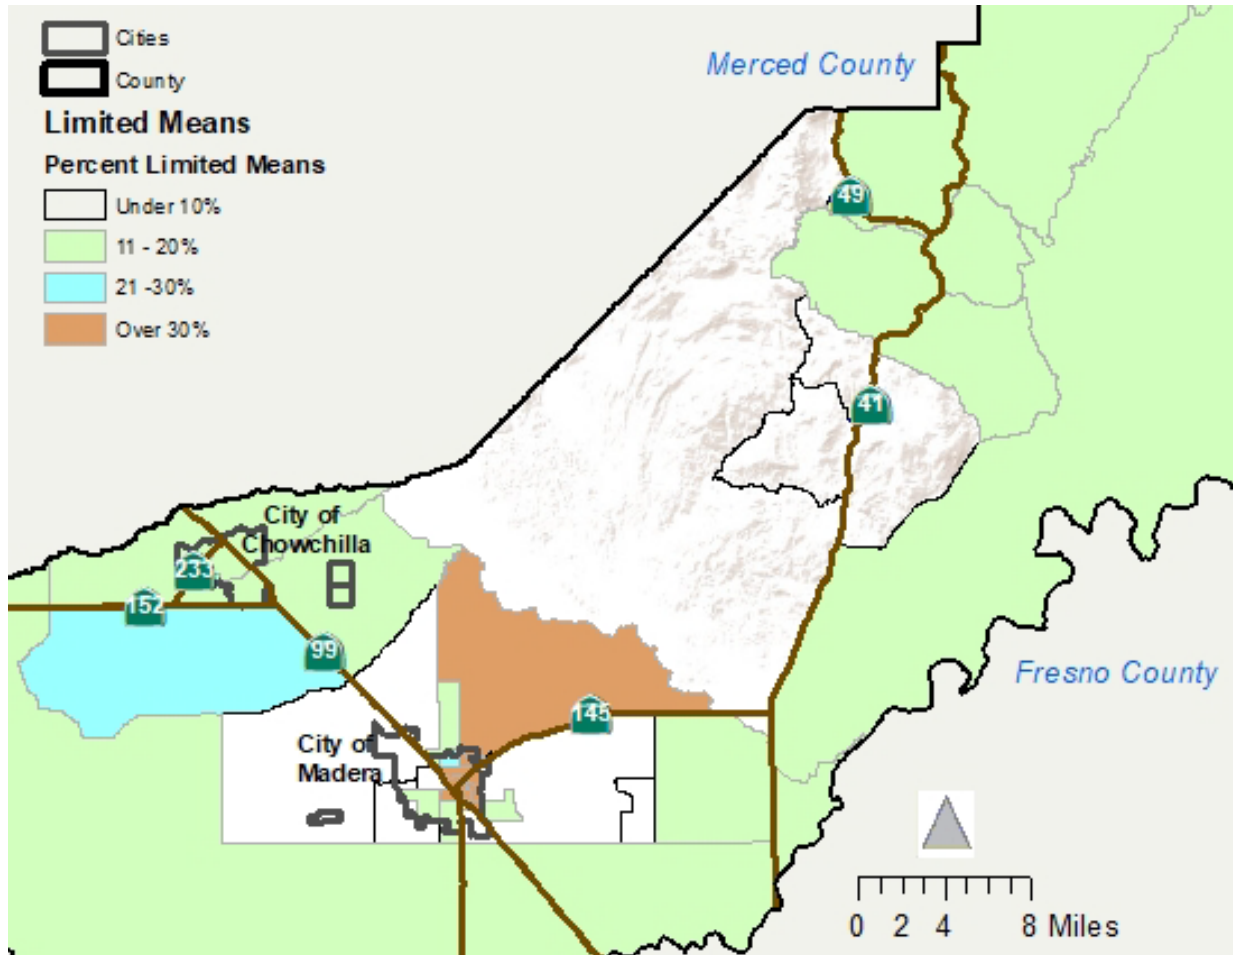 Cities
County
Limited Means
Percent Limited Means
Under 10%
11 - 20%
21 -30%
Over 30%
Merced County
49
41
City of
Chowchilla
233
152
99
Fresno County
145
City of
Madera
0 2 4 8 Miles